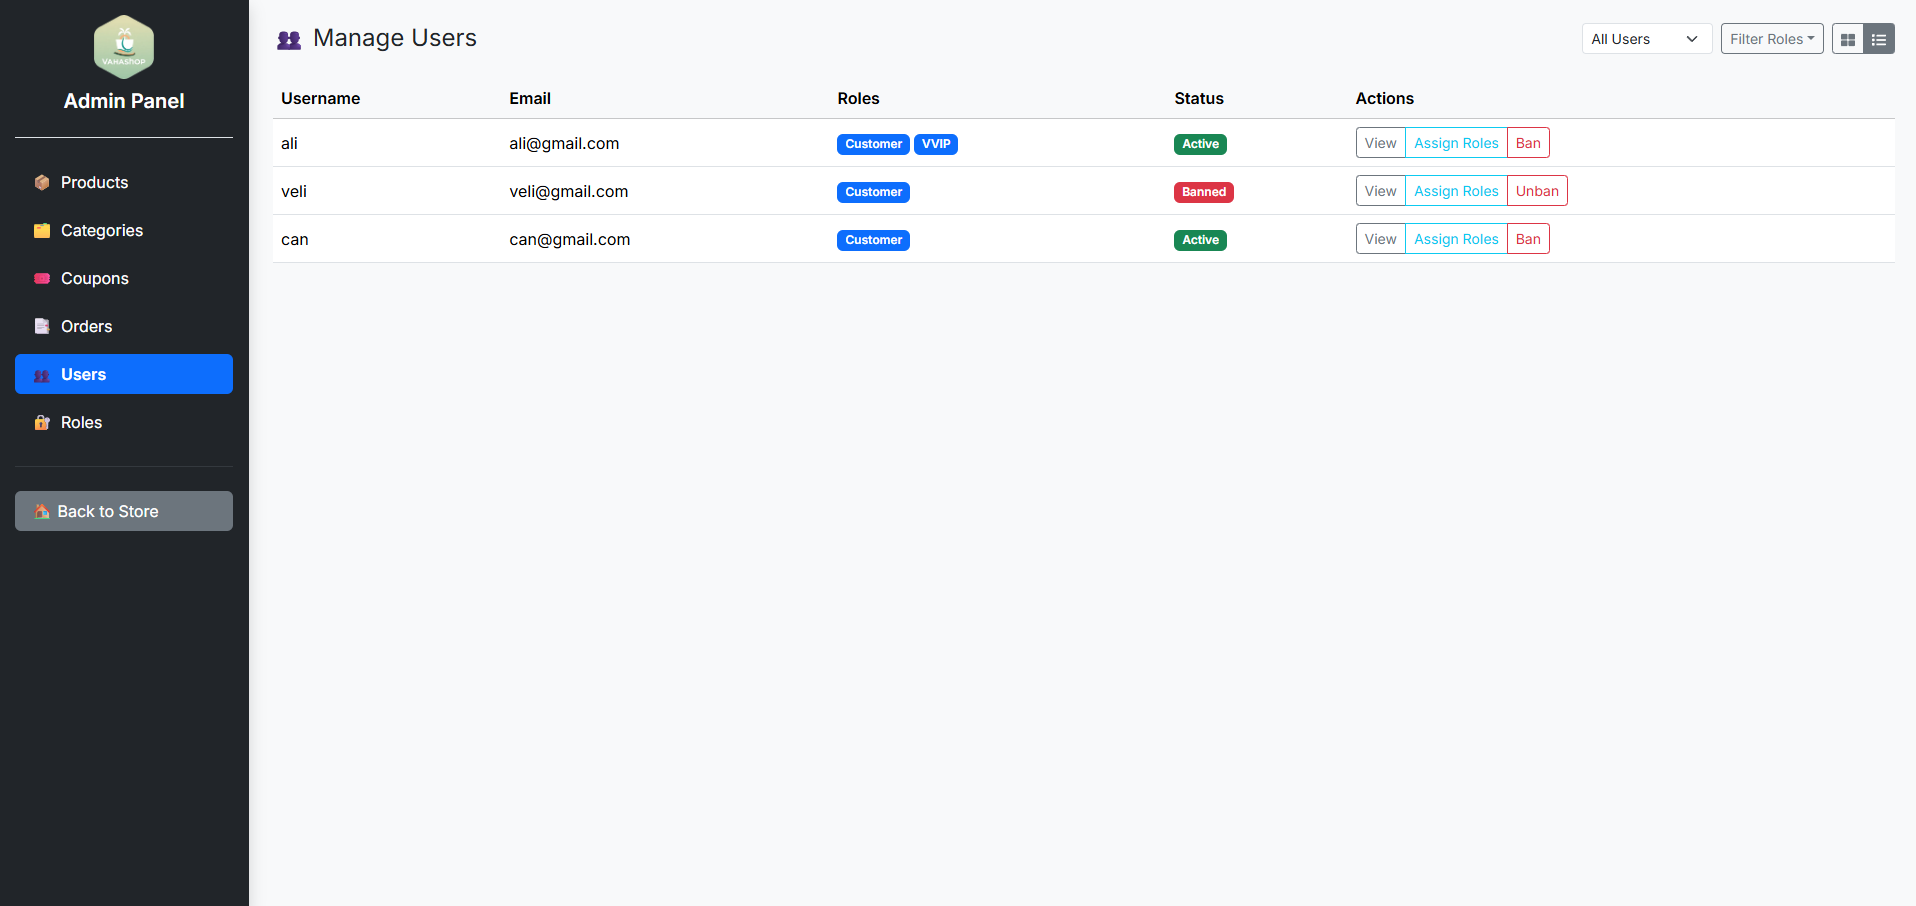 VAHASHOP
Admin Panel
Products
Categories
Coupons
Orders
Users
Roles
Back to Store
Manage Users
All Users
Filter Roles
Username Email Roles Status Actions
ali ali@gmail.com Customer VVIP Active View Assign Roles Ban
veli veli@gmail.com Customer Banned View Assign Roles Unban
can can@gmail.com Customer Active View Assign Roles Ban